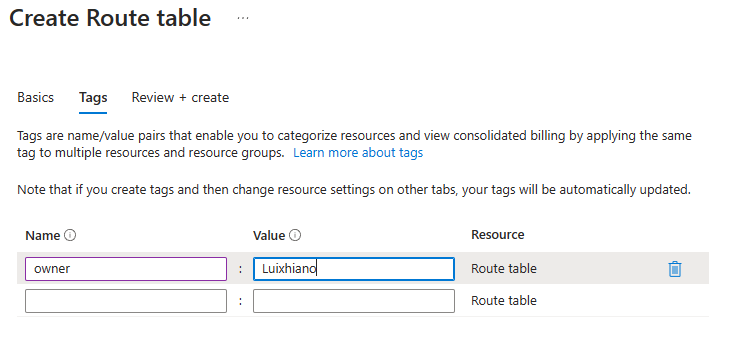 Create Route table ...
Basics Tags Review + create
Tags are name/value pairs that enable you to categorize resources and view consolidated billing by applying the same
tag to multiple resources and resource groups. Learn more about tags
Note that if you create tags and then change resource settings on other tabs, your tags will be automatically updated.
Name Value Resource
owner : Luixhiano Route table
: Route table